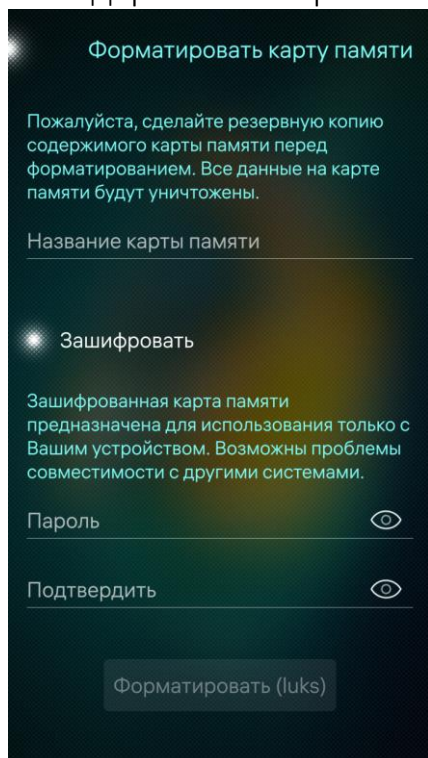 Форматировать карту памяти
Пожалуйста, сделайте резервную копию
содержимого карты памяти перед
форматированием. Все данные на карте
памяти будут уничтожены.
Название карты памяти
Зашифровать
Зашифрованная карта памяти
предназначена для использования только с
Вашим устройством. Возможны проблемы
совместимости с другими системами.
Пароль
Подтвердить
Форматировать (luks)